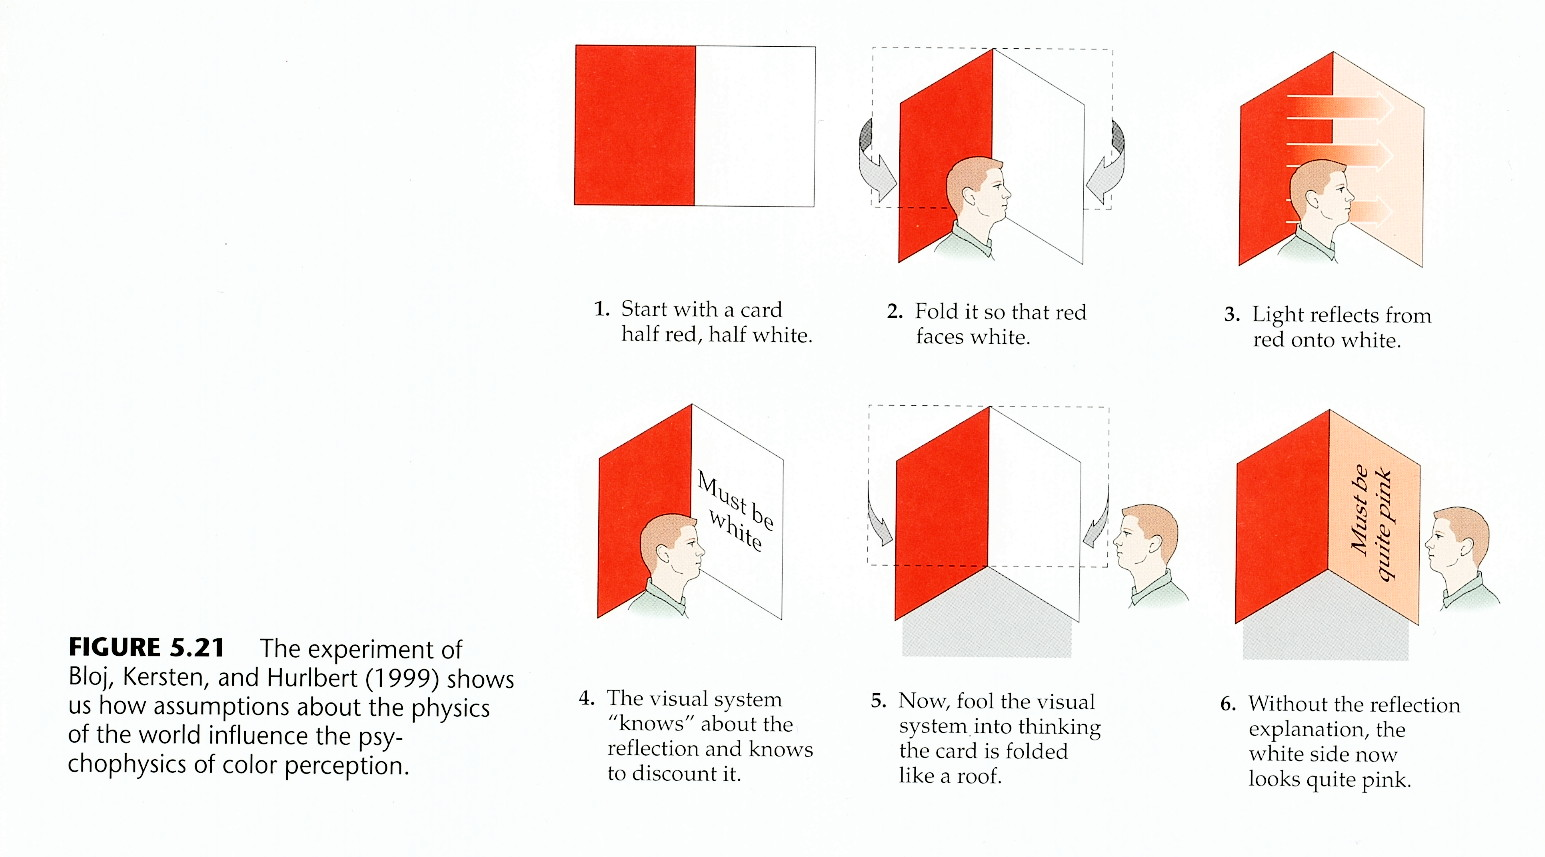 1. Start with a card
half red, half white.
2. Fold it so that red
faces white.
3. Light reflects from
red onto white.
Must be
white
Must be
quite pink
FIGURE 5.21 The experiment of
Bloj, Kersten, and Hurlbert (1999) shows
us how assumptions about the physics
of the world influence the psy-
chophysics of color perception.
4. The visual system
“knows” about the
reflection and knows
to discount it.
5. Now, fool the visual
system into thinking
the card is folded
like a roof.
6. Without the reflection
explanation, the
white side now
looks quite pink.